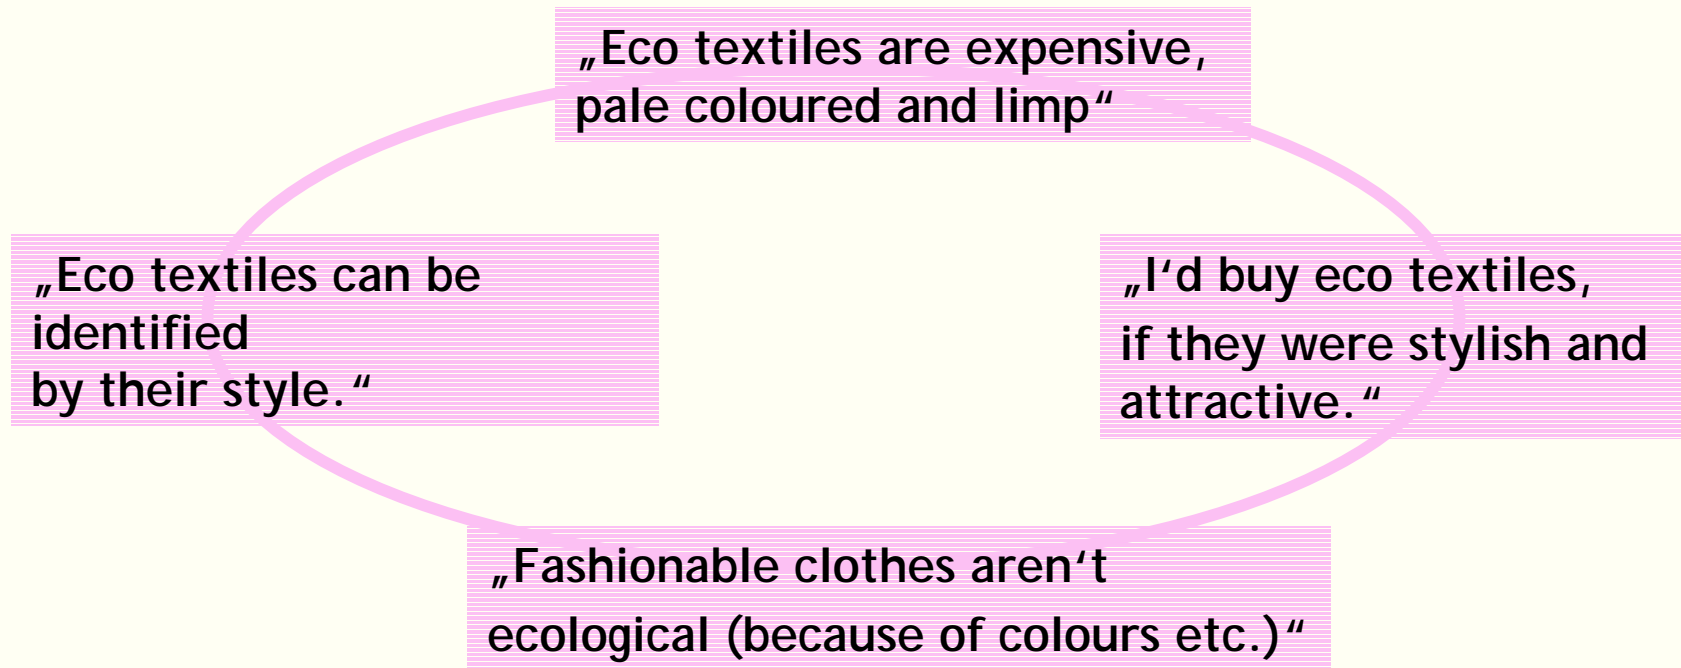 „Eco textiles are expensive,
pale coloured and limp“
„Eco textiles can be
identified
by their style.“
„I‘d buy eco textiles,
if they were stylish and
attractive.“
„Fashionable clothes aren‘t
ecological (because of colours etc.)“